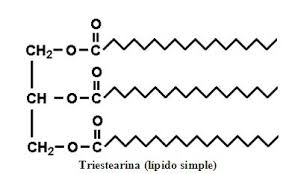 O
CH₂-O-C
O
CH-O-C
O
CH₂-O-C
Triestearina (lípido simple)